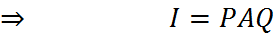 ⇒ I = PAQ